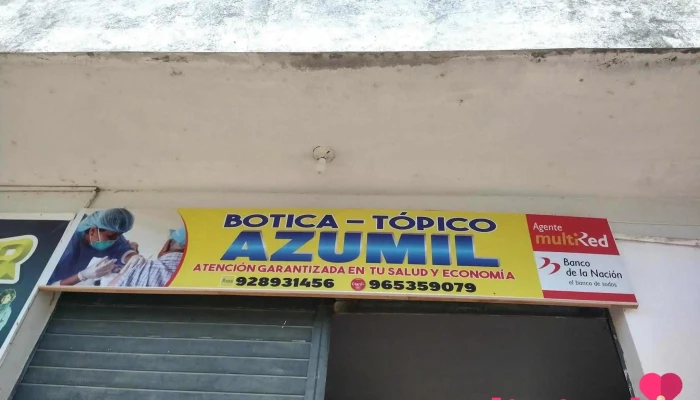 BOTICA - TÓPICO
AZUMIL
ATENCIÓN GARANTIZADA EN TU SALUD Y ECONOMÍA
928931456
965359079
Agente
multiRed
Banco
de la Nación
el banco de todos